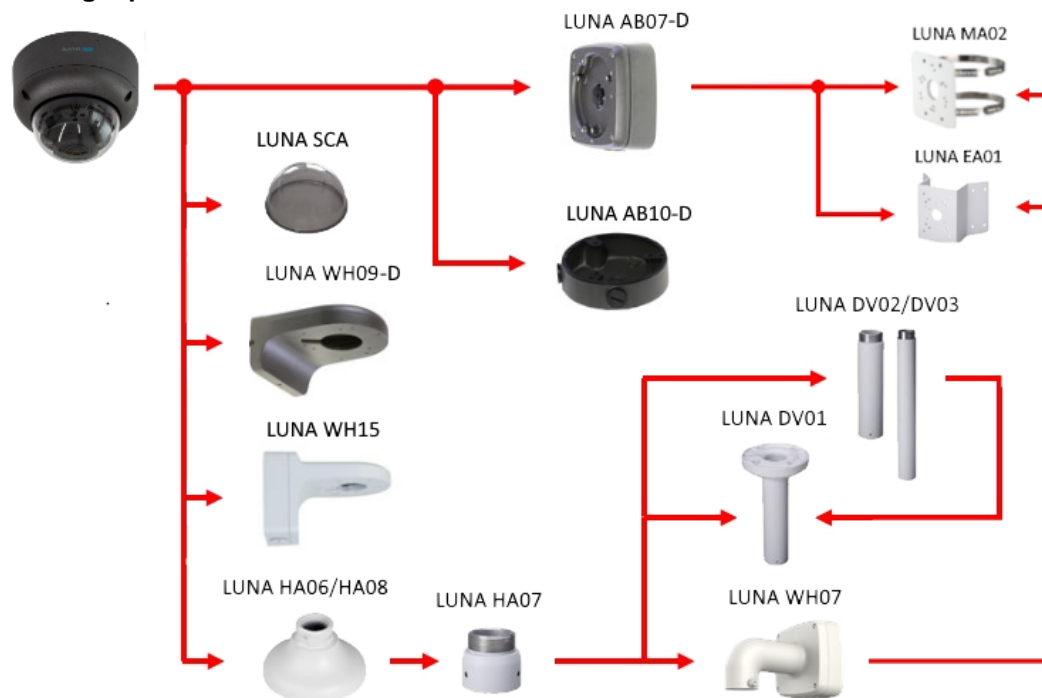 LUNA AB07-D
LUNA MA02
LUNA SCA
LUNA EA01
LUNA AB10-D
LUNA WH09-D
LUNA DV02/DV03
LUNA WH15
LUNA DV01
LUNA HA06/HA08
LUNA HA07
LUNA WH07